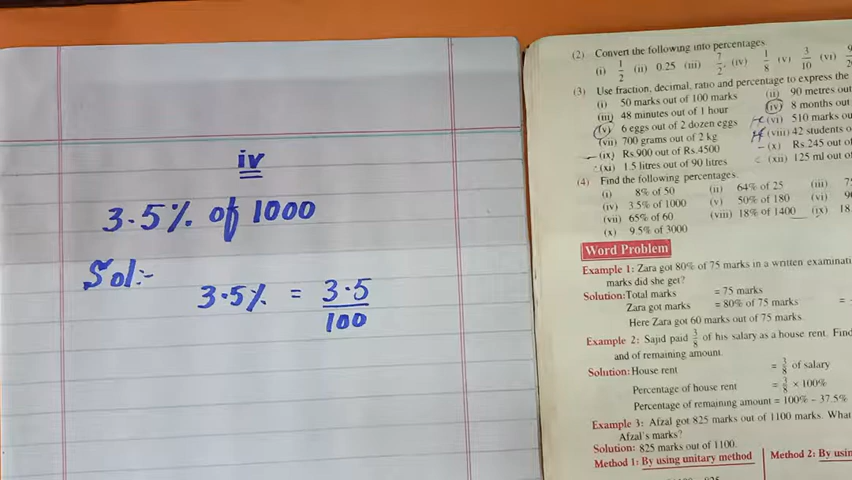 iv
3.5% of 1000
Sol:-
3.5% = 3.5/100
(2) Convert the following into percentages
(i) 1/2 (ii) 0.25 (iii) 7/2, (iv) 1/8 (v) 3/10 (vi)
(3) Use fraction, decimal, ratio and percentage to express the
(i) 50 marks out of 100 marks (ii) 90 metres out
(iii) 48 minutes out of 1 hour (iv) 8 months out
(v) 6 eggs out of 2 dozen eggs (vi) 510 marks ou
(vii) 700 grams out of 2 kg (viii) 42 students o
(ix) Rs.900 out of Rs.4500 (x) Rs.245 out of
(xi) 1.5 litres out of 90 litres (xii) 125 ml out of
(4) Find the following percentages.
(i) 8% of 50 (ii) 64% of 25 (iii)
(iv) 3.5% of 1000 (v) 50% of 180 (vi)
(vii) 65% of 60 (viii) 18% of 1400 (ix) 18.
(x) 9.5% of 3000
Word Problem
Example 1: Zara got 80% of 75 marks in a written examinati
marks did she get?
Solution: Total marks = 75 marks
Zara got marks = 80% of 75 marks =
Here Zara got 60 marks out of 75 marks.
Example 2: Sajid paid 3/8 of his salary as a house rent. Find
and of remaining amount.
Solution: House rent = 3/8 of salary
Percentage of house rent = 3/8 × 100%
Percentage of remaining amount = 100% – 37.5%
Example 3: Afzal got 825 marks out of 1100 marks. What
Afzal's marks?
Solution: 825 marks out of 1100.
Method 1: By using unitary method Method 2: By usin